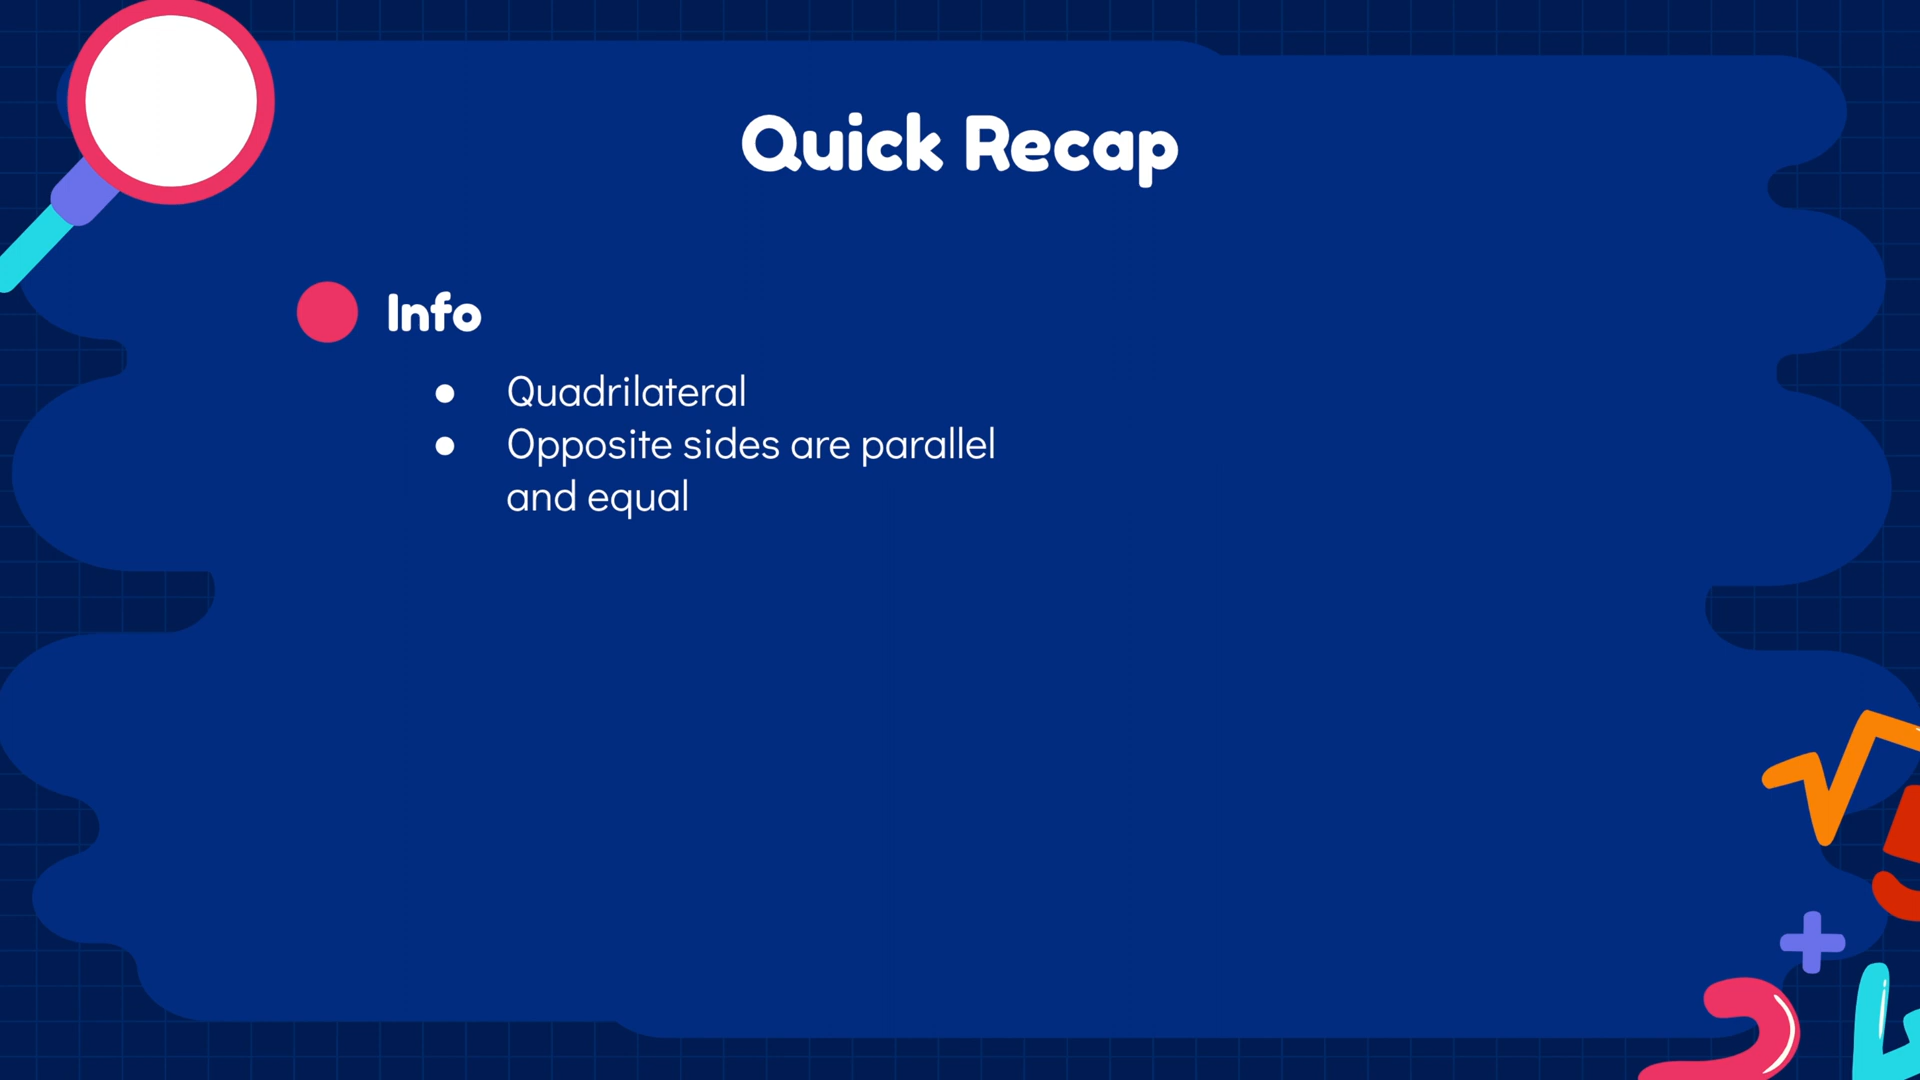 Quick Recap
Info
● Quadrilateral
● Opposite sides are parallel
and equal